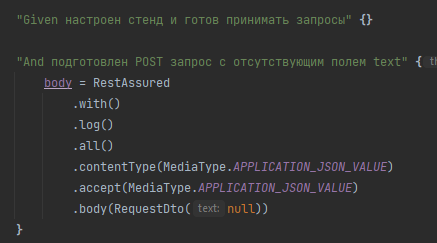 "Given настроен стенд и готов принимать запросы" {}
"And подготовлен POST запрос с отсутствующим полем text" { th
body = RestAssured
.with()
.log()
.all()
.contentType(MediaType.APPLICATION_JSON_VALUE)
.accept(MediaType.APPLICATION_JSON_VALUE)
.body(RequestDto( text: null))
}